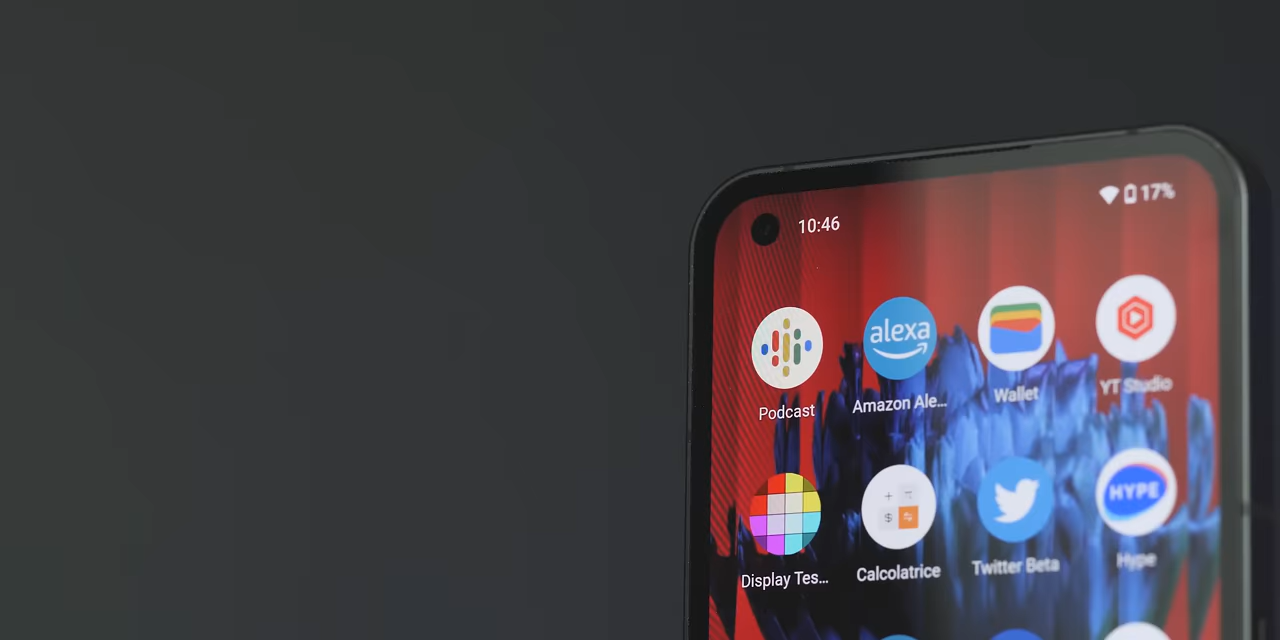 10:46
17%
alexa
Podcast
Amazon Ale...
Wallet
YT Studio
+
$
HYPE
Display Tes...
Calcolatrice
Twitter Beta
Hype